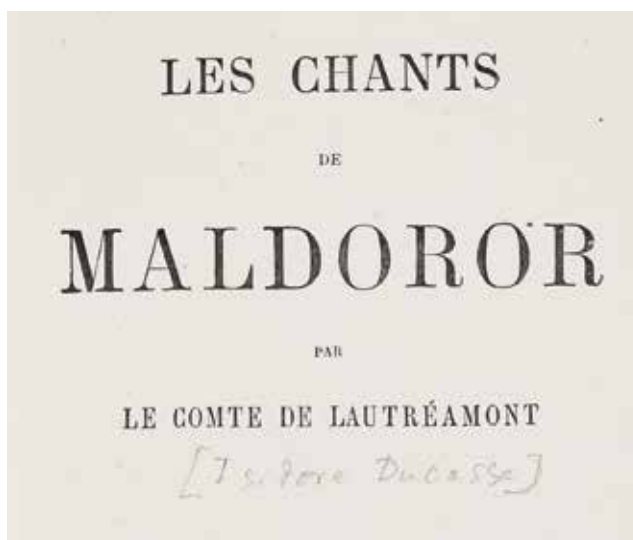 LES CHANTS
DE
MALDOROR
PAR
LE COMTE DE LAUTRÉAMONT
[Isidore Ducasse]